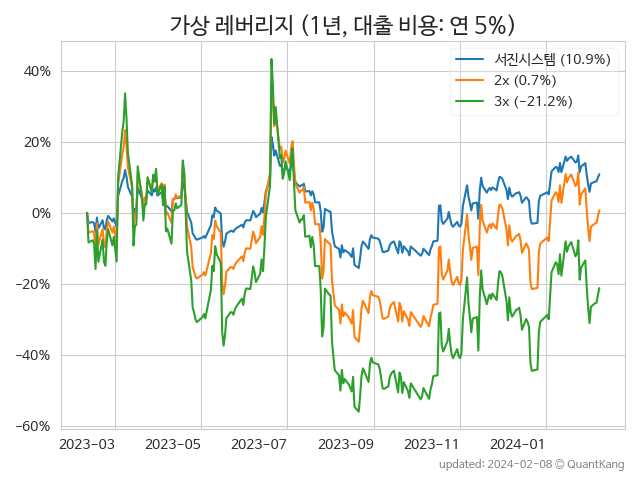 가상 레버리지 (1년, 대출 비용: 연 5%)
서진시스템 (10.9%)
2x (0.7%)
3x (−21.2%)
40%
20%
0%
−20%
−40%
−60%
2023-03 2023-05 2023-07 2023-09 2023-11 2024-01
updated: 2024-02-08 © QuantKang